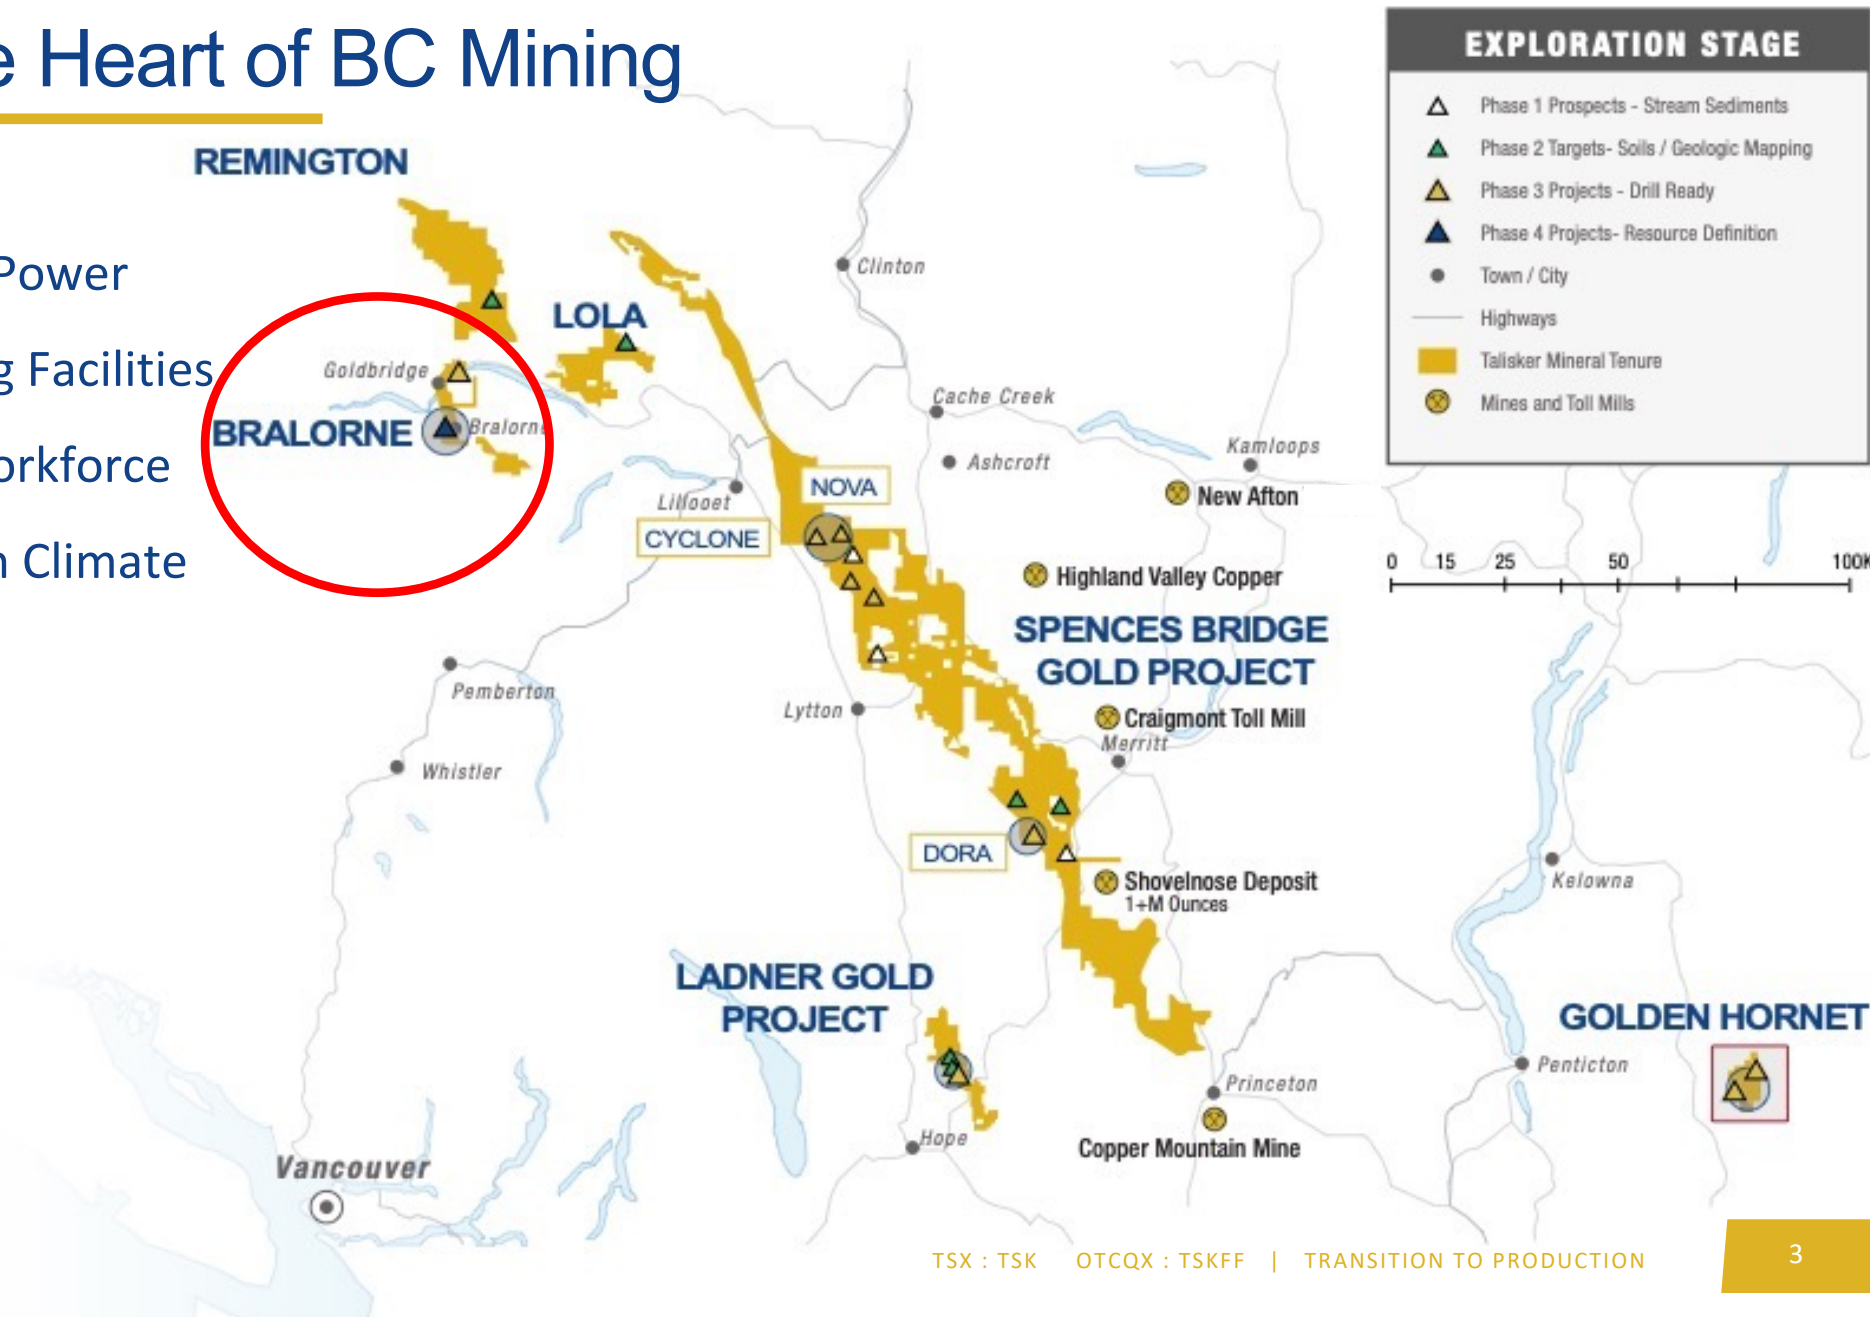 e Heart of BC Mining
Power
g Facilities
orkforce
n Climate
REMINGTON
LOLA
Clinton
Goldbridge
BRALORNE
Bralorne
Cache Creek
Ashcroft
Kamloops
New Afton
Lillooet
NOVA
CYCLONE
Highland Valley Copper
SPENCES BRIDGE
GOLD PROJECT
Pemberton
Lytton
Craigmont Toll Mill
Merritt
Whistler
DORA
Shovelnose Deposit
1+M Ounces
Kelowna
LADNER GOLD
PROJECT
GOLDEN HORNET
Penticton
Princeton
Hope
Copper Mountain Mine
Vancouver
EXPLORATION STAGE
Phase 1 Prospects - Stream Sediments
Phase 2 Targets- Soils / Geologic Mapping
Phase 3 Projects - Drill Ready
Phase 4 Projects- Resource Definition
Town / City
Highways
Talisker Mineral Tenure
Mines and Toll Mills
0 15 25 50 100K
TSX : TSK OTCQX : TSKFF | TRANSITION TO PRODUCTION
3